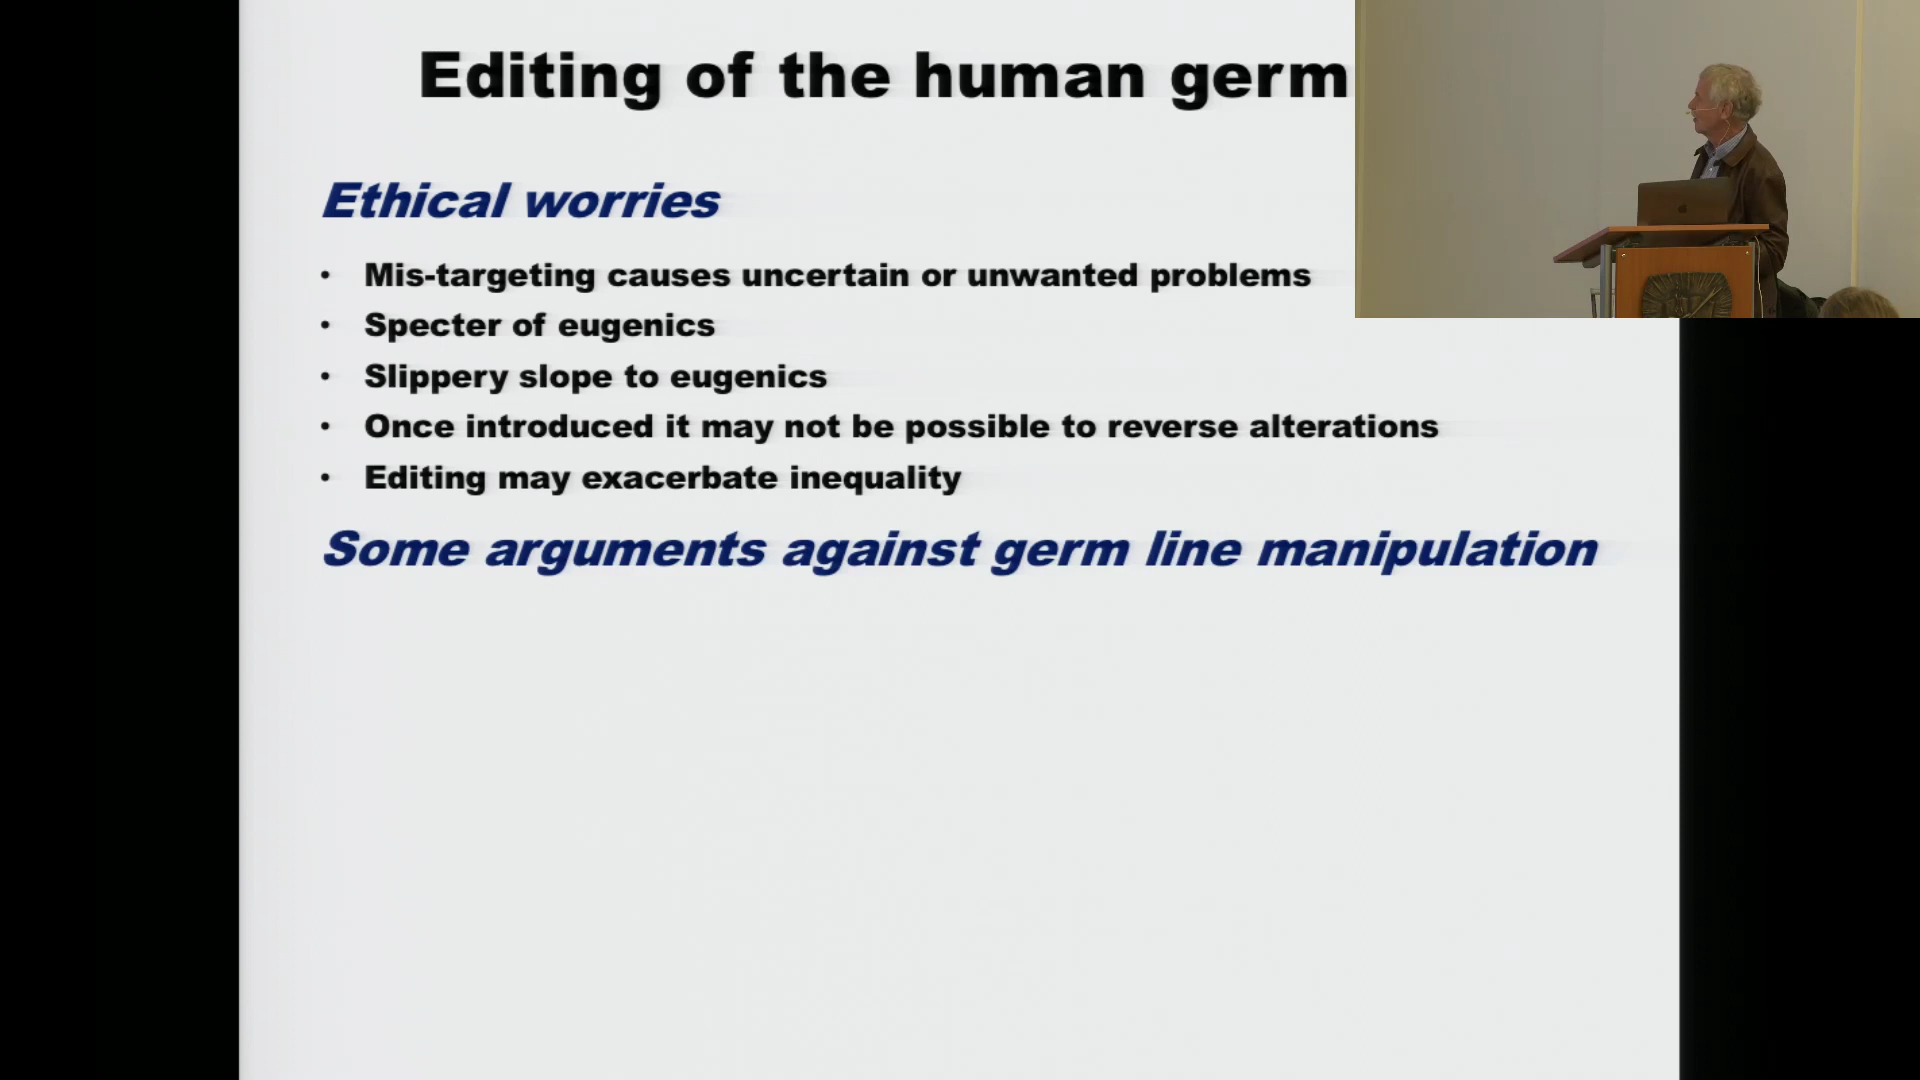 Editing of the human germ
Ethical worries
• Mis-targeting causes uncertain or unwanted problems
• Specter of eugenics
• Slippery slope to eugenics
• Once introduced it may not be possible to reverse alterations
• Editing may exacerbate inequality
Some arguments against germ line manipulation